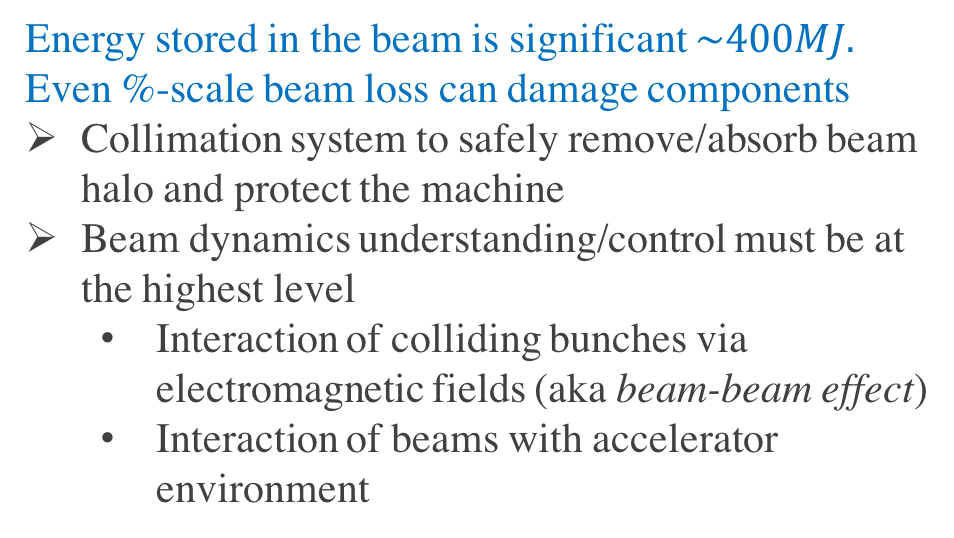 Energy stored in the beam is significant ~400MJ.
Even %-scale beam loss can damage components
➢ Collimation system to safely remove/absorb beam
halo and protect the machine
➢ Beam dynamics understanding/control must be at
the highest level
• Interaction of colliding bunches via
electromagnetic fields (aka beam-beam effect)
• Interaction of beams with accelerator
environment